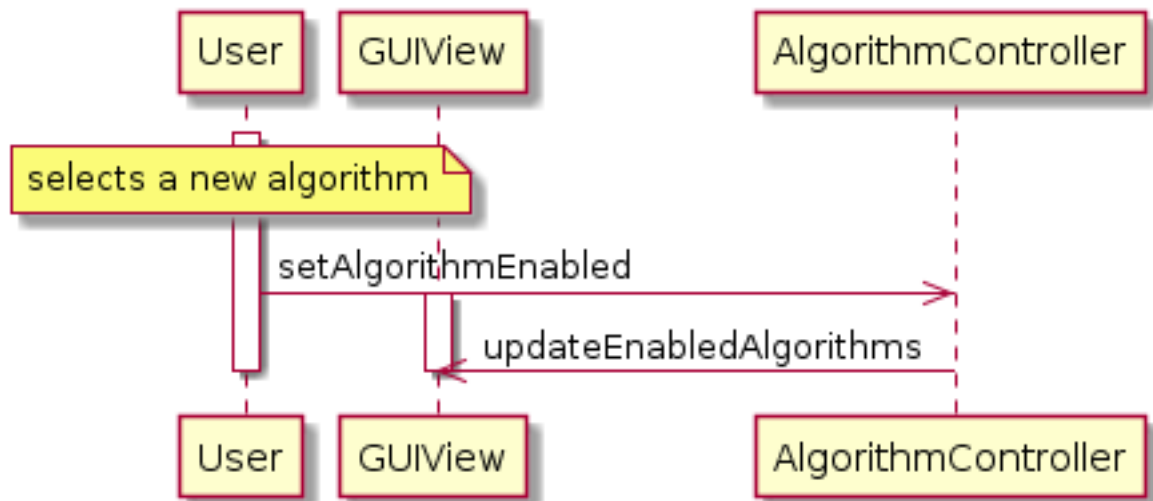 User
GUIView
AlgorithmController
selects a new algorithm
setAlgorithmEnabled
updateEnabledAlgorithms
User
GUIView
AlgorithmController